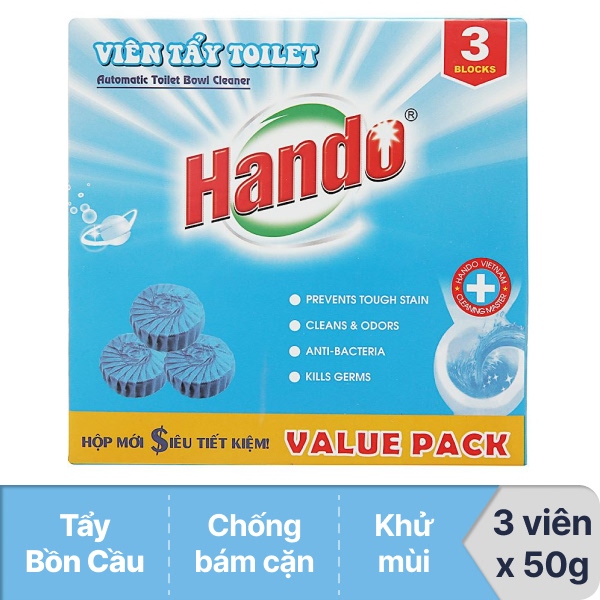 VIÊN TẨY TOILET
Automatic Toilet Bowl Cleaner
3
BLOCKS
Hando®
HANDO VIETNAM
CLEANING MASTER
PREVENTS TOUGH STAIN
CLEANS & ODORS
ANTI-BACTERIA
KILLS GERMS
HỘP MỚI $IÊU TIẾT KIỆM!
VALUE PACK
Tẩy
Bồn Cầu
Chống
bám cặn
Khử
mùi
3 viên
x 50g